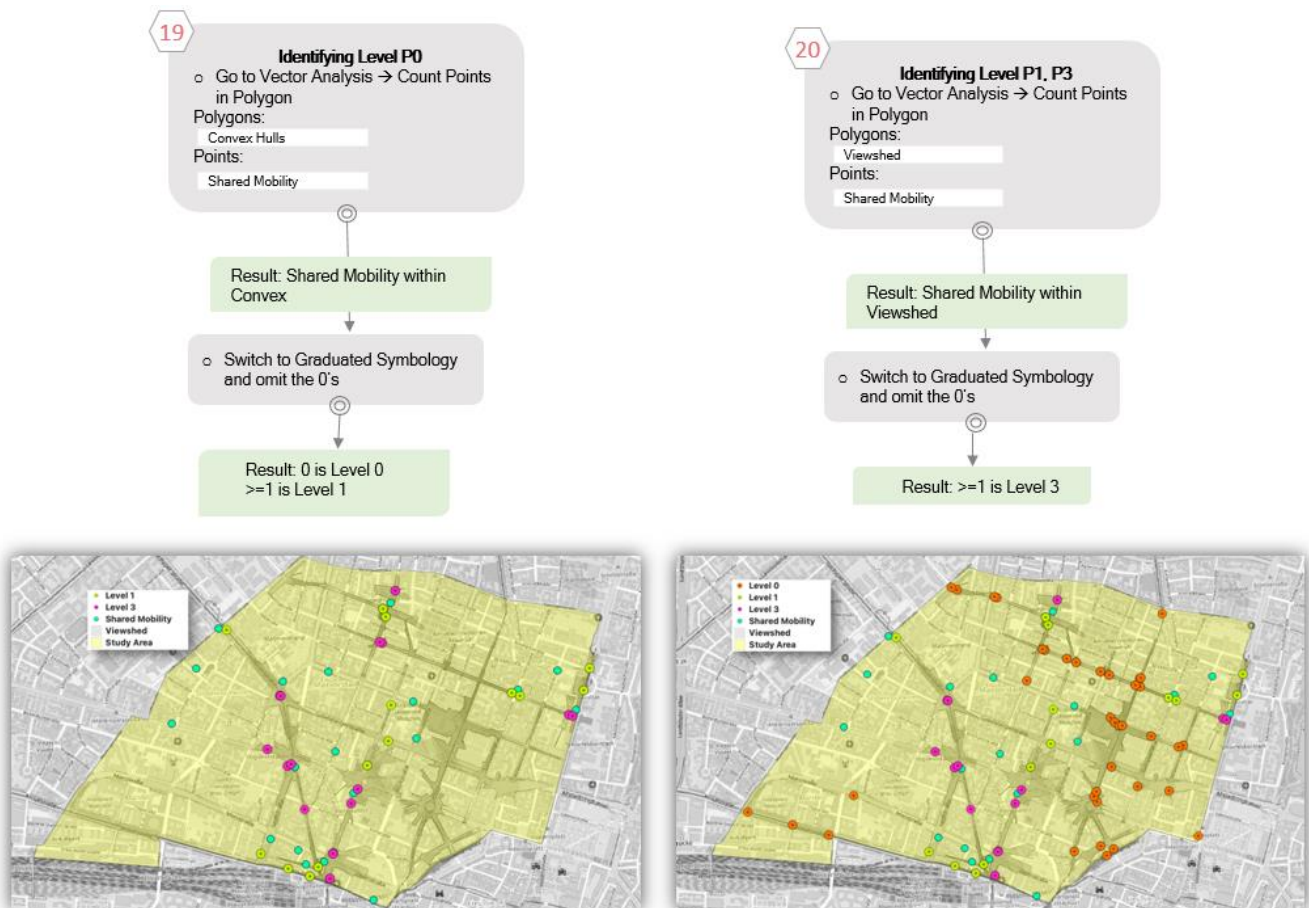 19
Identifying Level P0
o Go to Vector Analysis → Count Points
in Polygon
Polygons:
Convex Hulls
Points:
Shared Mobility
Result: Shared Mobility within
Convex
o Switch to Graduated Symbology
and omit the 0's
Result: 0 is Level 0
>=1 is Level 1
20
Identifying Level P1, P3
o Go to Vector Analysis → Count Points
in Polygon
Polygons:
Viewshed
Points:
Shared Mobility
Result: Shared Mobility within
Viewshed
o Switch to Graduated Symbology
and omit the 0's
Result: >=1 is Level 3
Level 1
Level 3
Shared Mobility
Viewshed
Study Area
Level 0
Level 1
Level 3
Shared Mobility
Viewshed
Study Area